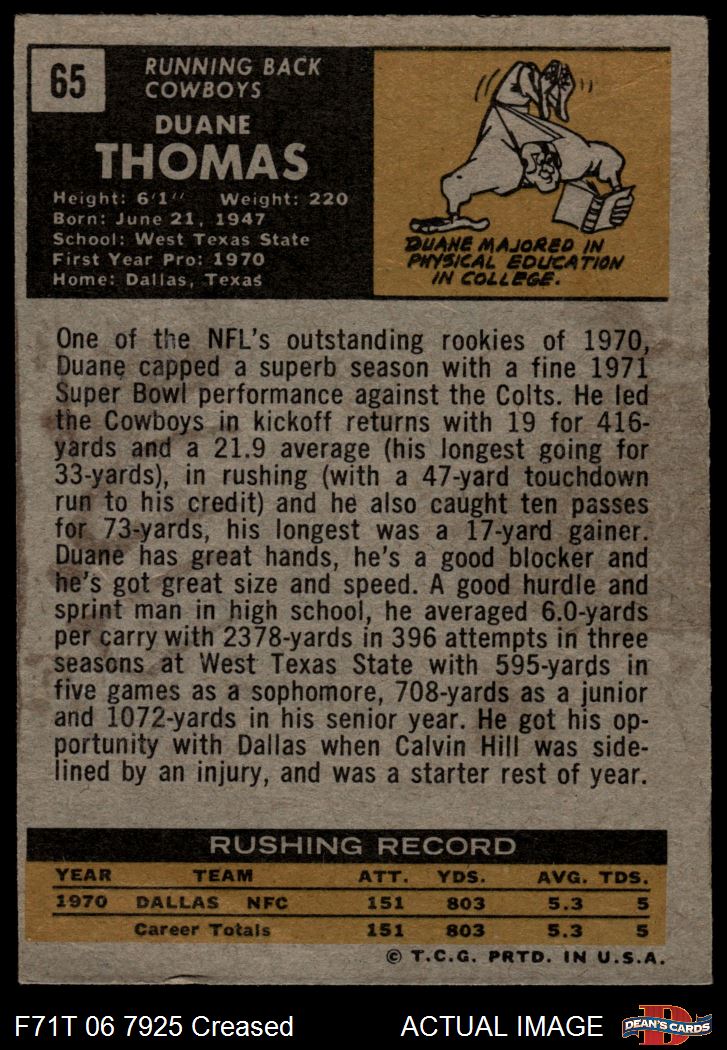 65
RUNNING BACK
COWBOYS
DUANE
THOMAS
Height: 6'1" Weight: 220
Born: June 21, 1947
School: West Texas State
First Year Pro: 1970
Home: Dallas, Texas
DUANE MAJORED IN
PHYSICAL EDUCATION
IN COLLEGE.
One of the NFL's outstanding rookies of 1970,
Duane capped a superb season with a fine 1971
Super Bowl performance against the Colts. He led
the Cowboys in kickoff returns with 19 for 416-
yards and a 21.9 average (his longest going for
33-yards), in rushing (with a 47-yard touchdown
run to his credit) and he also caught ten passes
for 73-yards, his longest was a 17-yard gainer.
Duane has great hands, he's a good blocker and
he's got great size and speed. A good hurdle and
sprint man in high school, he averaged 6.0-yards
per carry with 2378-yards in 396 attempts in three
seasons at West Texas State with 595-yards in
five games as a sophomore, 708-yards as a junior
and 1072-yards in his senior year. He got his op-
portunity with Dallas when Calvin Hill was side-
lined by an injury, and was a starter rest of year.
RUSHING RECORD
YEAR TEAM ATT. YDS. AVG. TDS.
1970 DALLAS NFC 151 803 5.3 5
Career Totals 151 803 5.3 5
© T.C.G. PRTD. IN U.S.A.
F71T 06 7925 Creased ACTUAL IMAGE
D
DEAN'S CARDS